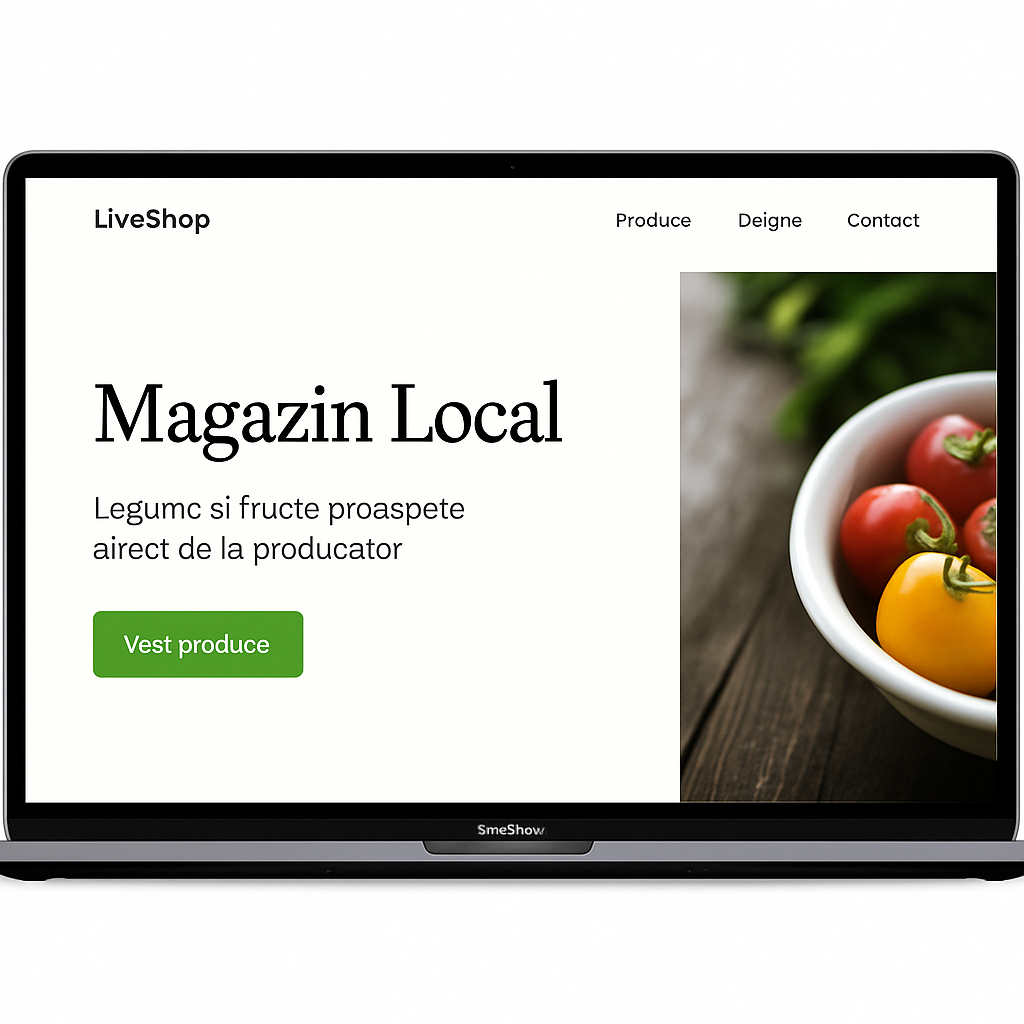 LiveShop
Produce Deigne Contact
Magazin Local
Legumc si fructe proaspete
airect de la producator
Vest produce
SmeShow